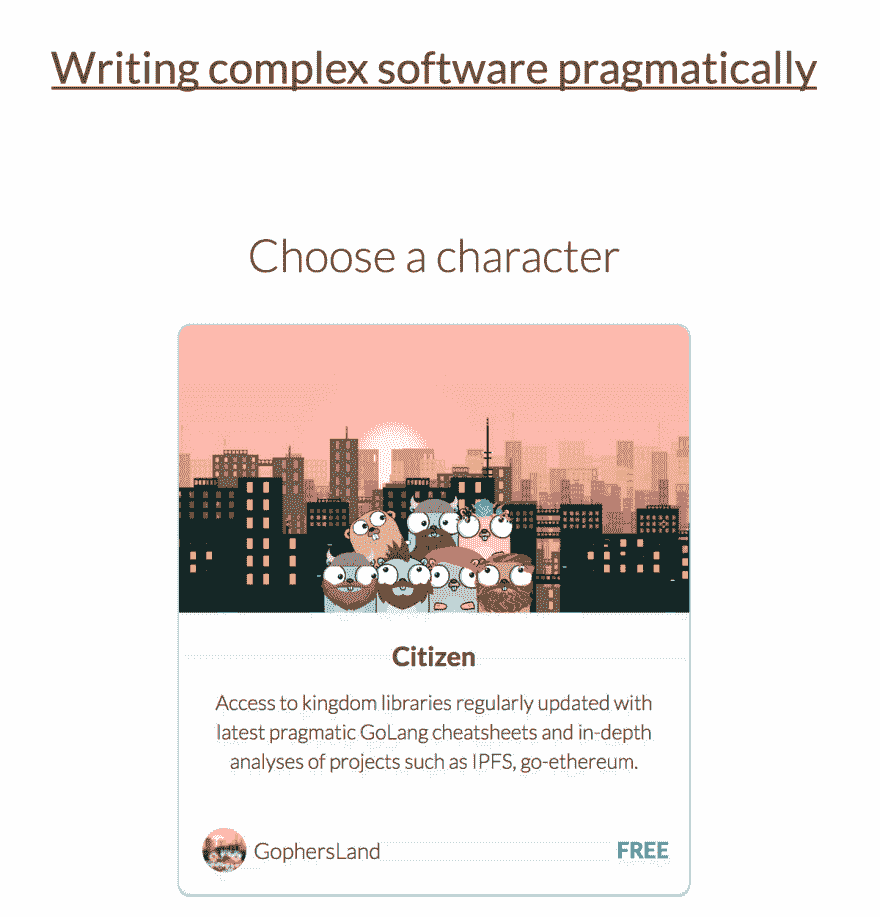 Writing complex software pragmatically
Choose a character
Citizen
Access to kingdom libraries regularly updated with
latest pragmatic GoLang cheatsheets and in-depth
analyses of projects such as IPFS, go-ethereum.
GophersLand FREE